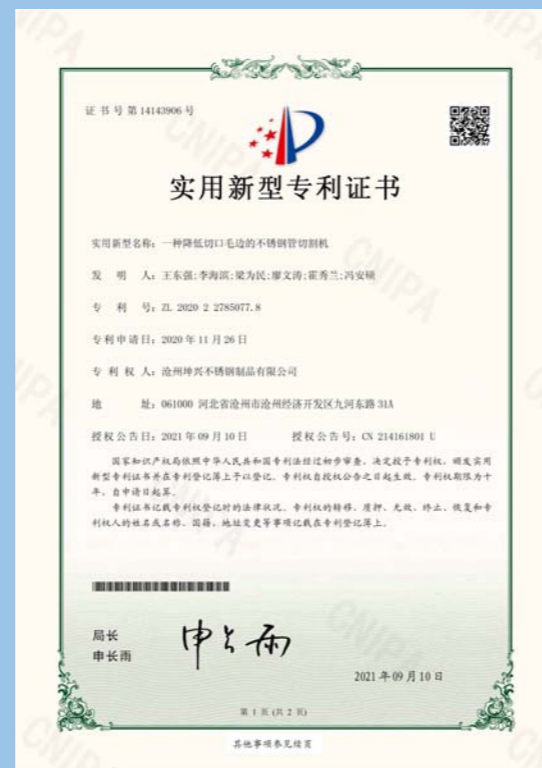 证书号第14143906号
实用新型专利证书
实用新型名称：一种降低切口毛边的不锈钢管切割机
发 明 人：王东强;李海滨;梁为民;廖文涛;霍秀兰;冯安硕
专 利 号：ZL 2020 2 2785077.8
专利申请日：2020年11月26日
专 利 权 人：沧州坤兴不锈钢制品有限公司
地 址：061000 河北省沧州市沧州经济开发区九河东路31A
授权公告日：2021年09月10日 授权公告号：CN 214161801 U
国家知识产权局依照中华人民共和国专利法经过初步审查，决定授予专利权，颁发实用
新型专利证书并在专利登记簿上予以登记。专利权自授权公告之日起生效。专利权期限为十
年，自申请日起算。
专利证书记载专利权登记时的法律状况。专利权的转移、质押、无效、终止、恢复和专
利权人的姓名或名称、国籍、地址变更等事项记载在专利登记簿上。
局长
申长雨
申长雨
2021年09月10日
第 1 页 (共 2 页)
其他事项参见续页
CNIPA